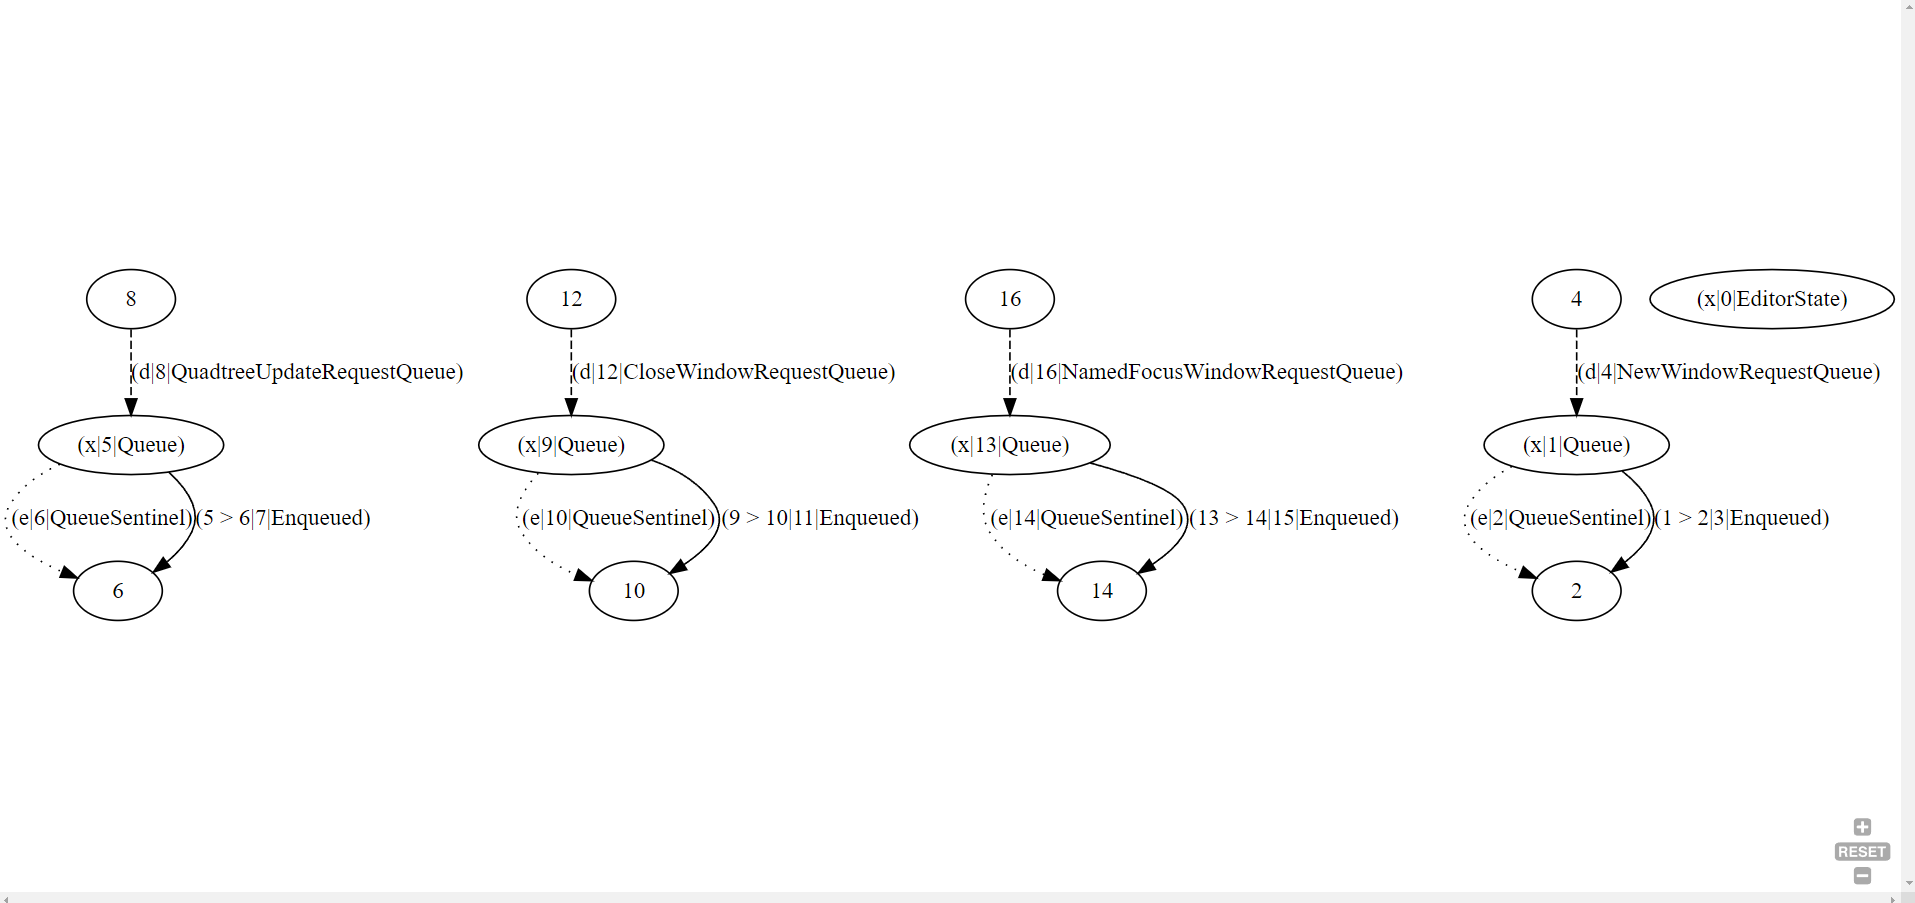 8
12
16
4
(x|0|EditorState)
(d|8|QuadtreeUpdateRequestQueue)
(d|12|CloseWindowRequestQueue)
(d|16|NamedFocusWindowRequestQueue)
(d|4|NewWindowRequestQueue)
(x|5|Queue)
(x|9|Queue)
(x|13|Queue)
(x|1|Queue)
(e|6|QueueSentinel)
(5 > 6|7|Enqueued)
(e|10|QueueSentinel)
(9 > 10|11|Enqueued)
(e|14|QueueSentinel)
(13 > 14|15|Enqueued)
(e|2|QueueSentinel)
(1 > 2|3|Enqueued)
6
10
14
2
RESET